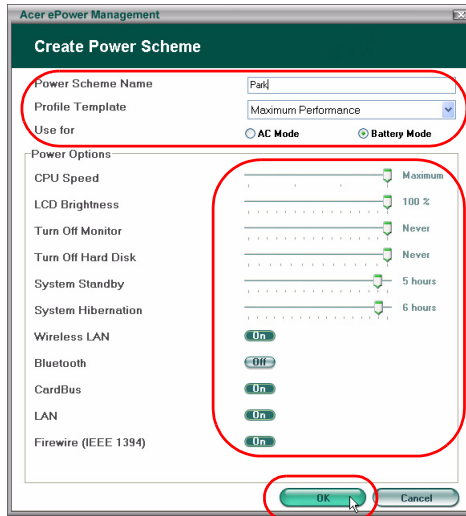 Acer ePower Management
Create Power Scheme
Power Scheme Name Park
Profile Template Maximum Performance
Use for AC Mode Battery Mode
Power Options
CPU Speed Maximum
LCD Brightness 100 %
Turn Off Monitor Never
Turn Off Hard Disk Never
System Standby 5 hours
System Hibernation 6 hours
Wireless LAN On
Bluetooth Off
CardBus On
LAN On
Firewire (IEEE 1394) On
OK Cancel